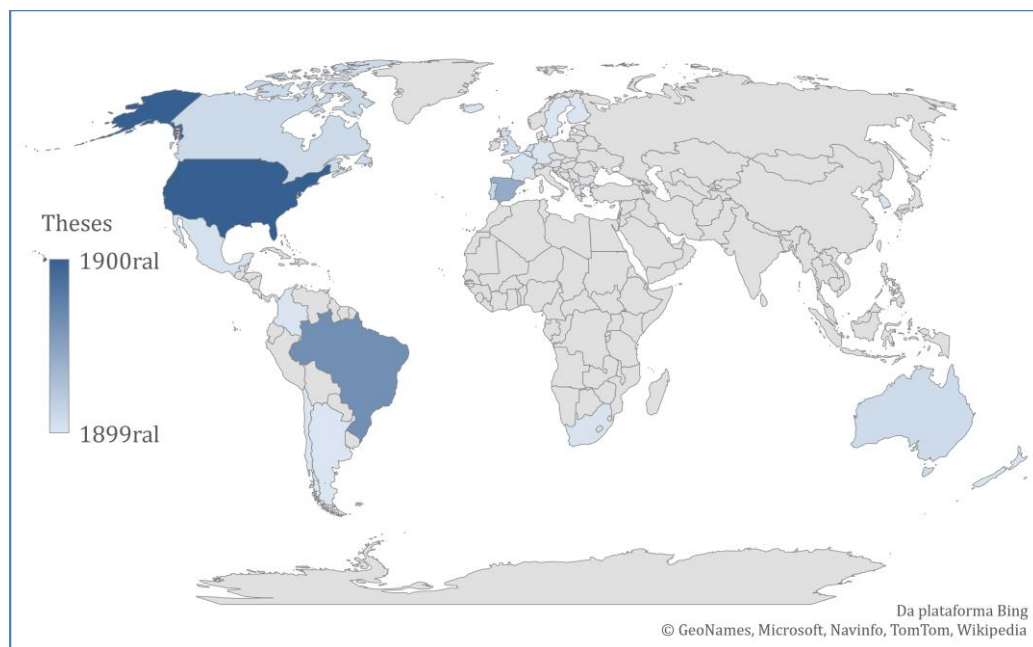 Theses
1900ral
1899ral
Da plataforma Bing
© GeoNames, Microsoft, Navinfo, TomTom, Wikipedia